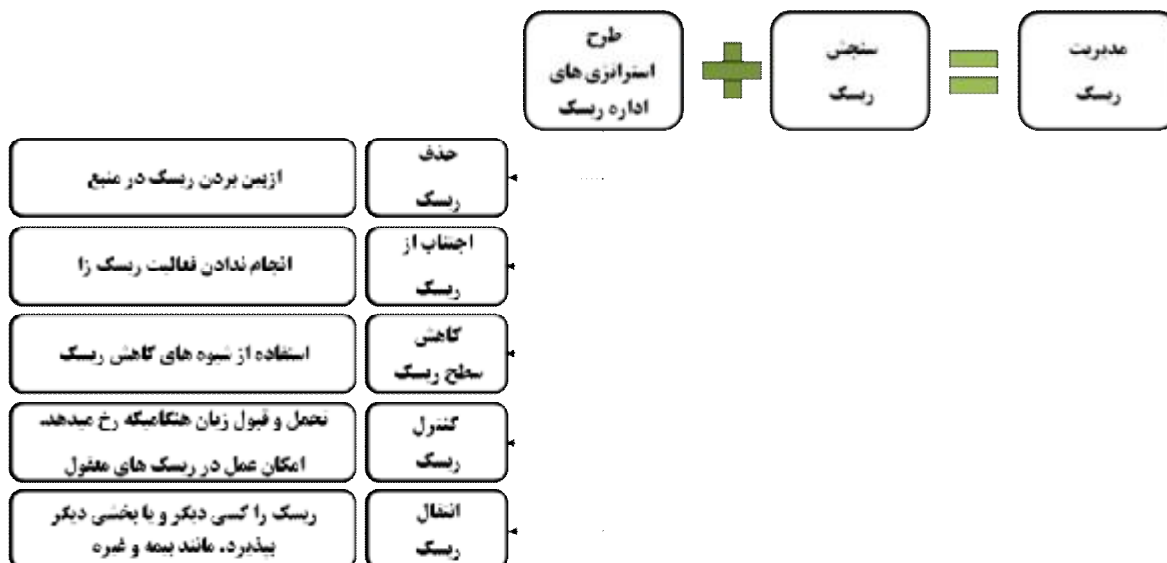 مدیریت
ریسک
سنجش
ریسک
طرح
استراتژی های
اداره ریسک
حذف
ریسک
ازبین بردن ریسک در منبع
اجتناب از
ریسک
انجام ندادن فعالیت ریسک زا
کاهش
سطح ریسک
استفاده از شیوه های کاهش ریسک
کنترل
ریسک
تحمل و قبول زیان هنگامیکه رخ میدهد.
امکان عمل در ریسک های معقول
انتقال
ریسک
ریسک را کسی دیگر و یا بخشی دیگر
بپذیرد. مانند بیمه و غیره